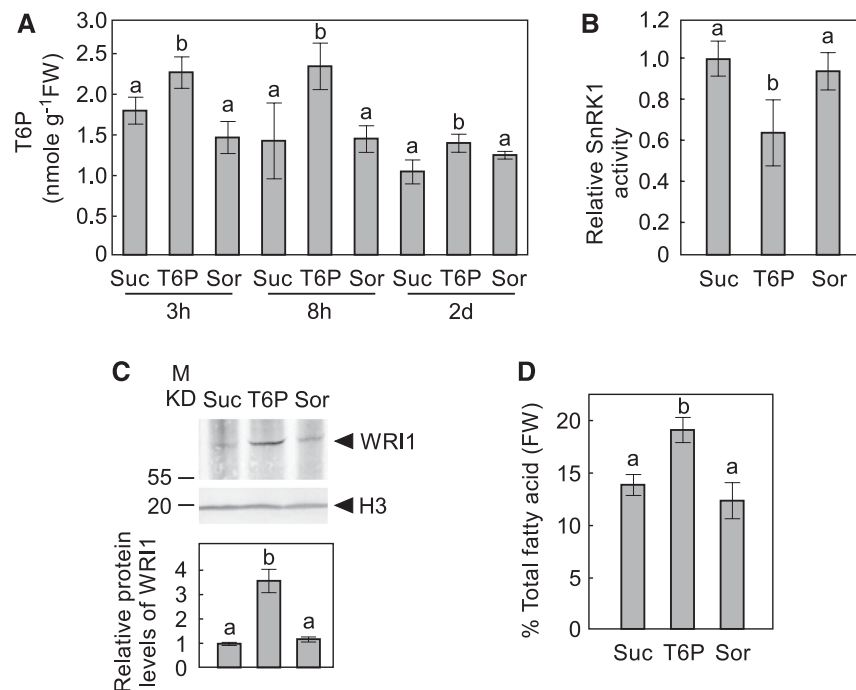 A
T6P
(nmole g⁻¹FW)
3.0
2.5
2.0
1.5
1.0
0.5
0
a
b
a
a
b
a
a
b
a
Suc T6P Sor Suc T6P Sor Suc T6P Sor
3h 8h 2d
B
Relative SnRK1
activity
1.2
1.0
0.8
0.6
0.4
0.2
0
a
b
a
Suc T6P Sor
C
M
KD Suc T6P Sor
WRI1
55
20
H3
Relative protein
levels of WRI1
4
3
2
1
0
a
b
a
D
% Total fatty acid (FW)
20
15
10
5
0
a
b
a
Suc T6P Sor